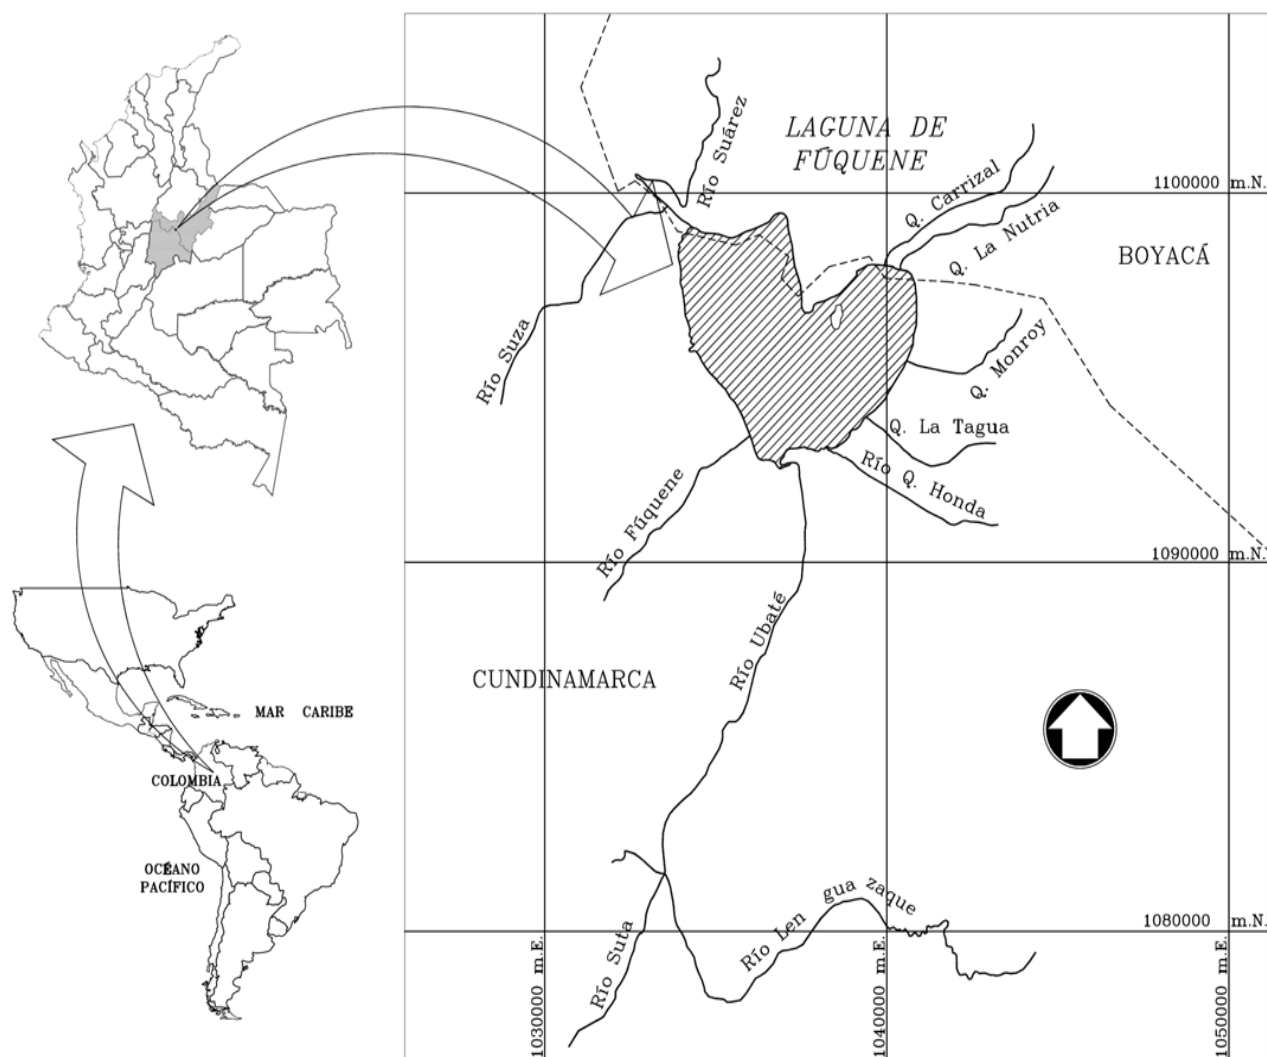 LAGUNA DE
FÚQUENE
Río Suárez
Q. Carrizal
1100000 m.N.
Q. La Nutria
BOYACÁ
Río Suza
Q. Monroy
Q. La Tagua
Río Q. Honda
Río Fúquene
1090000 m.N.
Río Ubaté
CUNDINAMARCA
MAR CARIBE
COLOMBIA
OCÉANO
PACÍFICO
Río Len gua zaque
1080000 m.N.
Río Suta
1030000 m.E.
1040000 m.E.
1050000 m.E.